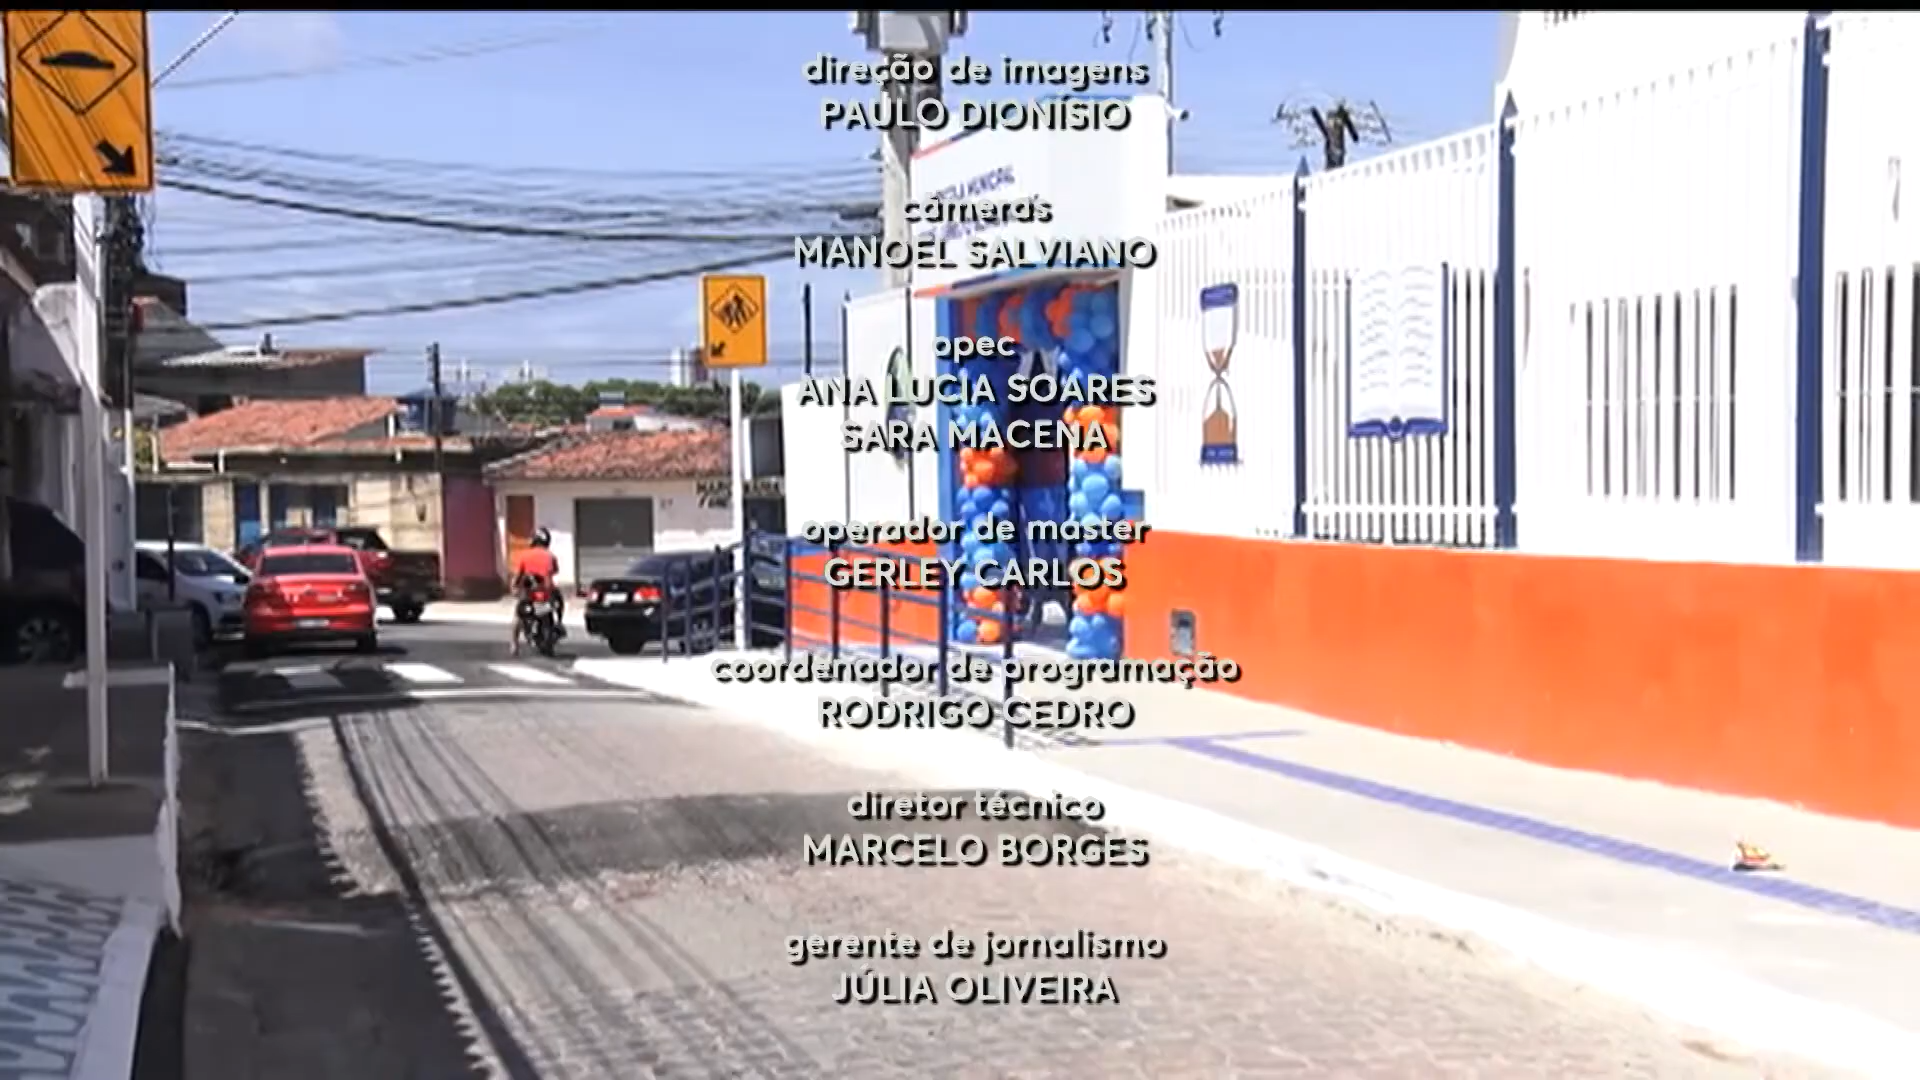 direção de imagens
PAULO DIONÍSIO
câmeras
MANOEL SALVIANO
opec
ANA LUCIA SOARES
SARA MACENA
operador de master
GERLEY CARLOS
coordenador de programação
RODRIGO CEDRO
diretor técnico
MARCELO BORGES
gerente de jornalismo
JÚLIA OLIVEIRA